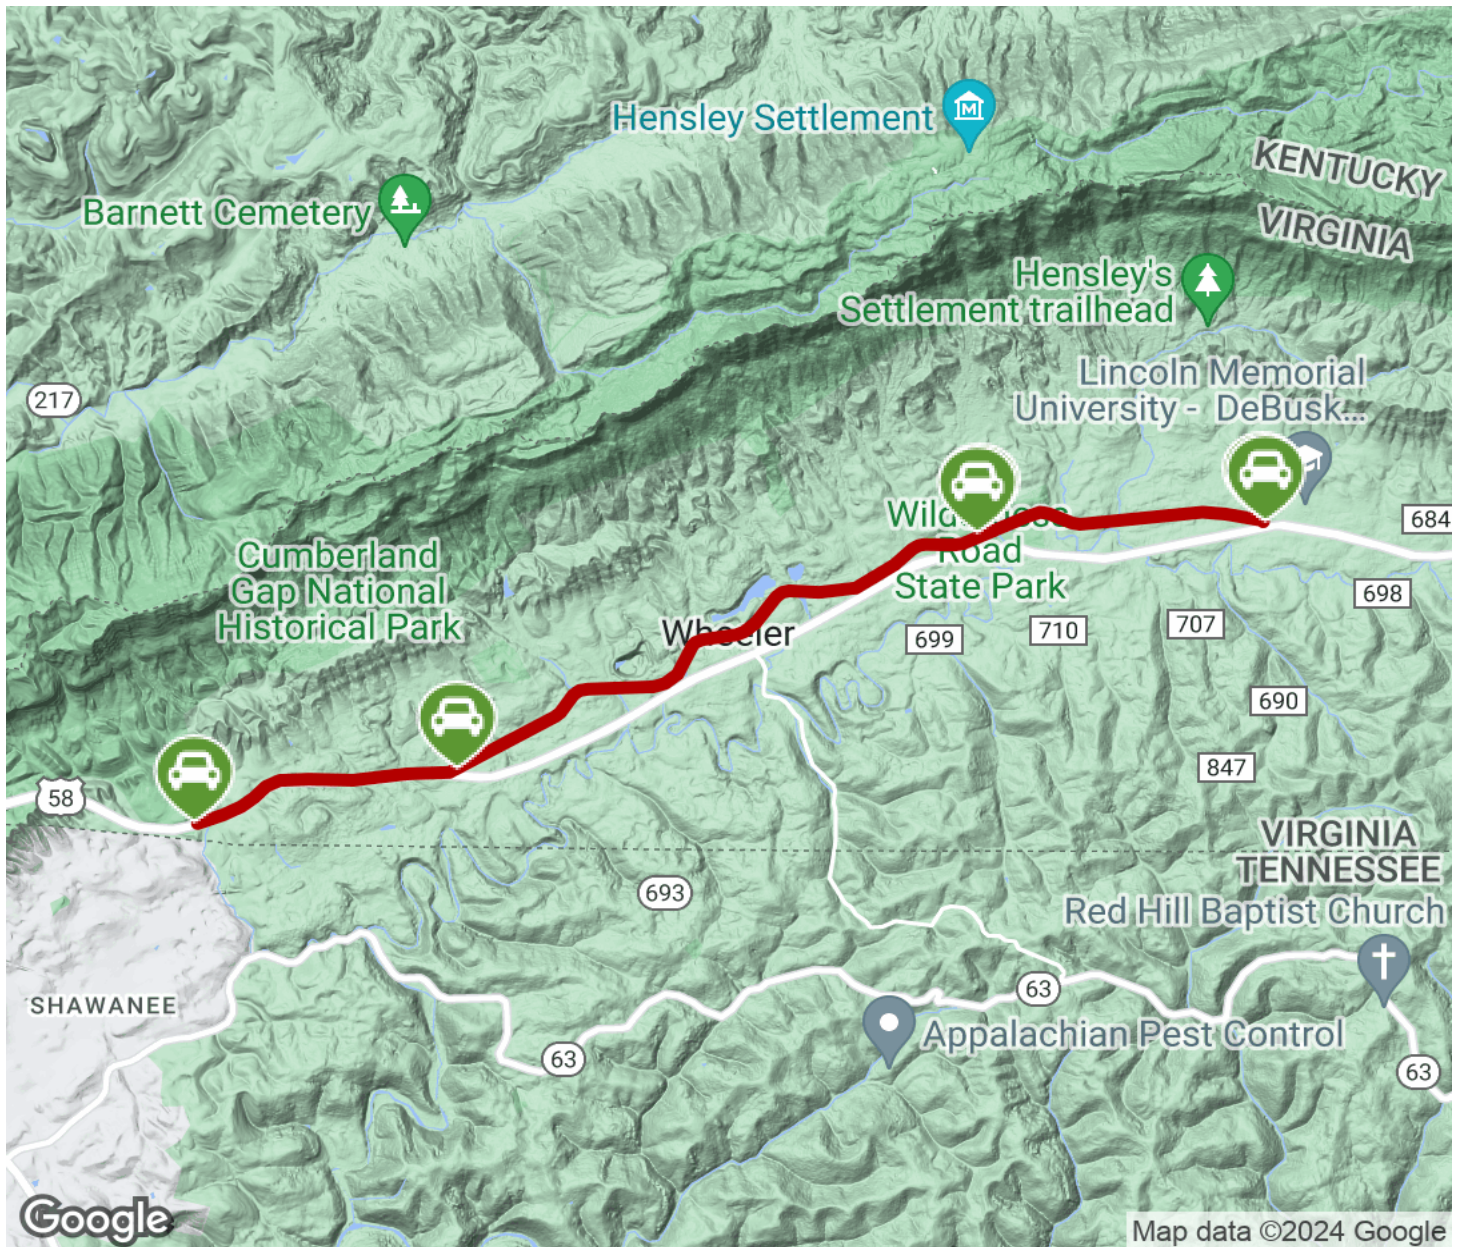 Hensley Settlement
KENTUCKY
VIRGINIA
Barnett Cemetery
Hensley's
Settlement trailhead
217
Lincoln Memorial
University - DeBusk...
684
Road
State Park
Cumberland
Gap National
Historical Park
Wheeler
698
699
710
707
690
847
58
VIRGINIA
TENNESSEE
693
Red Hill Baptist Church
SHAWANEE
63
Appalachian Pest Control
63
63
Google
Map data ©2024 Google